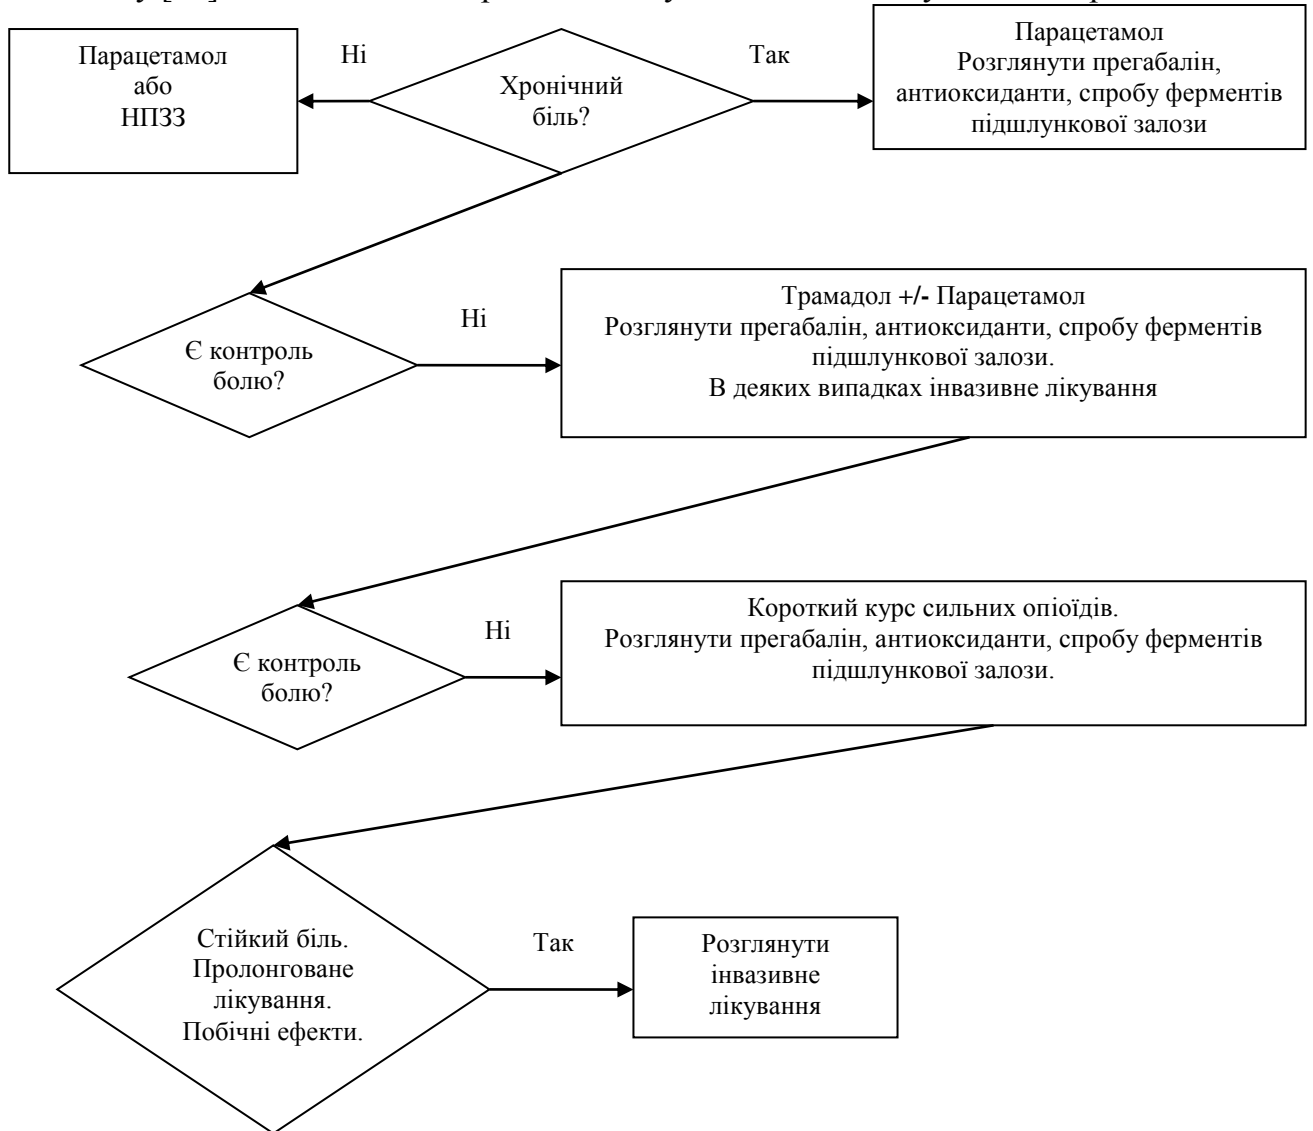 Парацетамол
або
НПЗЗ
Ні
Хронічний
біль?
Так
Парацетамол
Розглянути прегабалін,
антиоксиданти, спробу ферментів
підшлункової залози
Є контроль
болю?
Ні
Трамадол +/- Парацетамол
Розглянути прегабалін, антиоксиданти, спробу ферментів
підшлункової залози.
В деяких випадках інвазивне лікування
Є контроль
болю?
Ні
Короткий курс сильних опіоїдів.
Розглянути прегабалін, антиоксиданти, спробу ферментів
підшлункової залози.
Стійкий біль.
Пролонговане
лікування.
Побічні ефекти.
Так
Розглянути
інвазивне
лікування